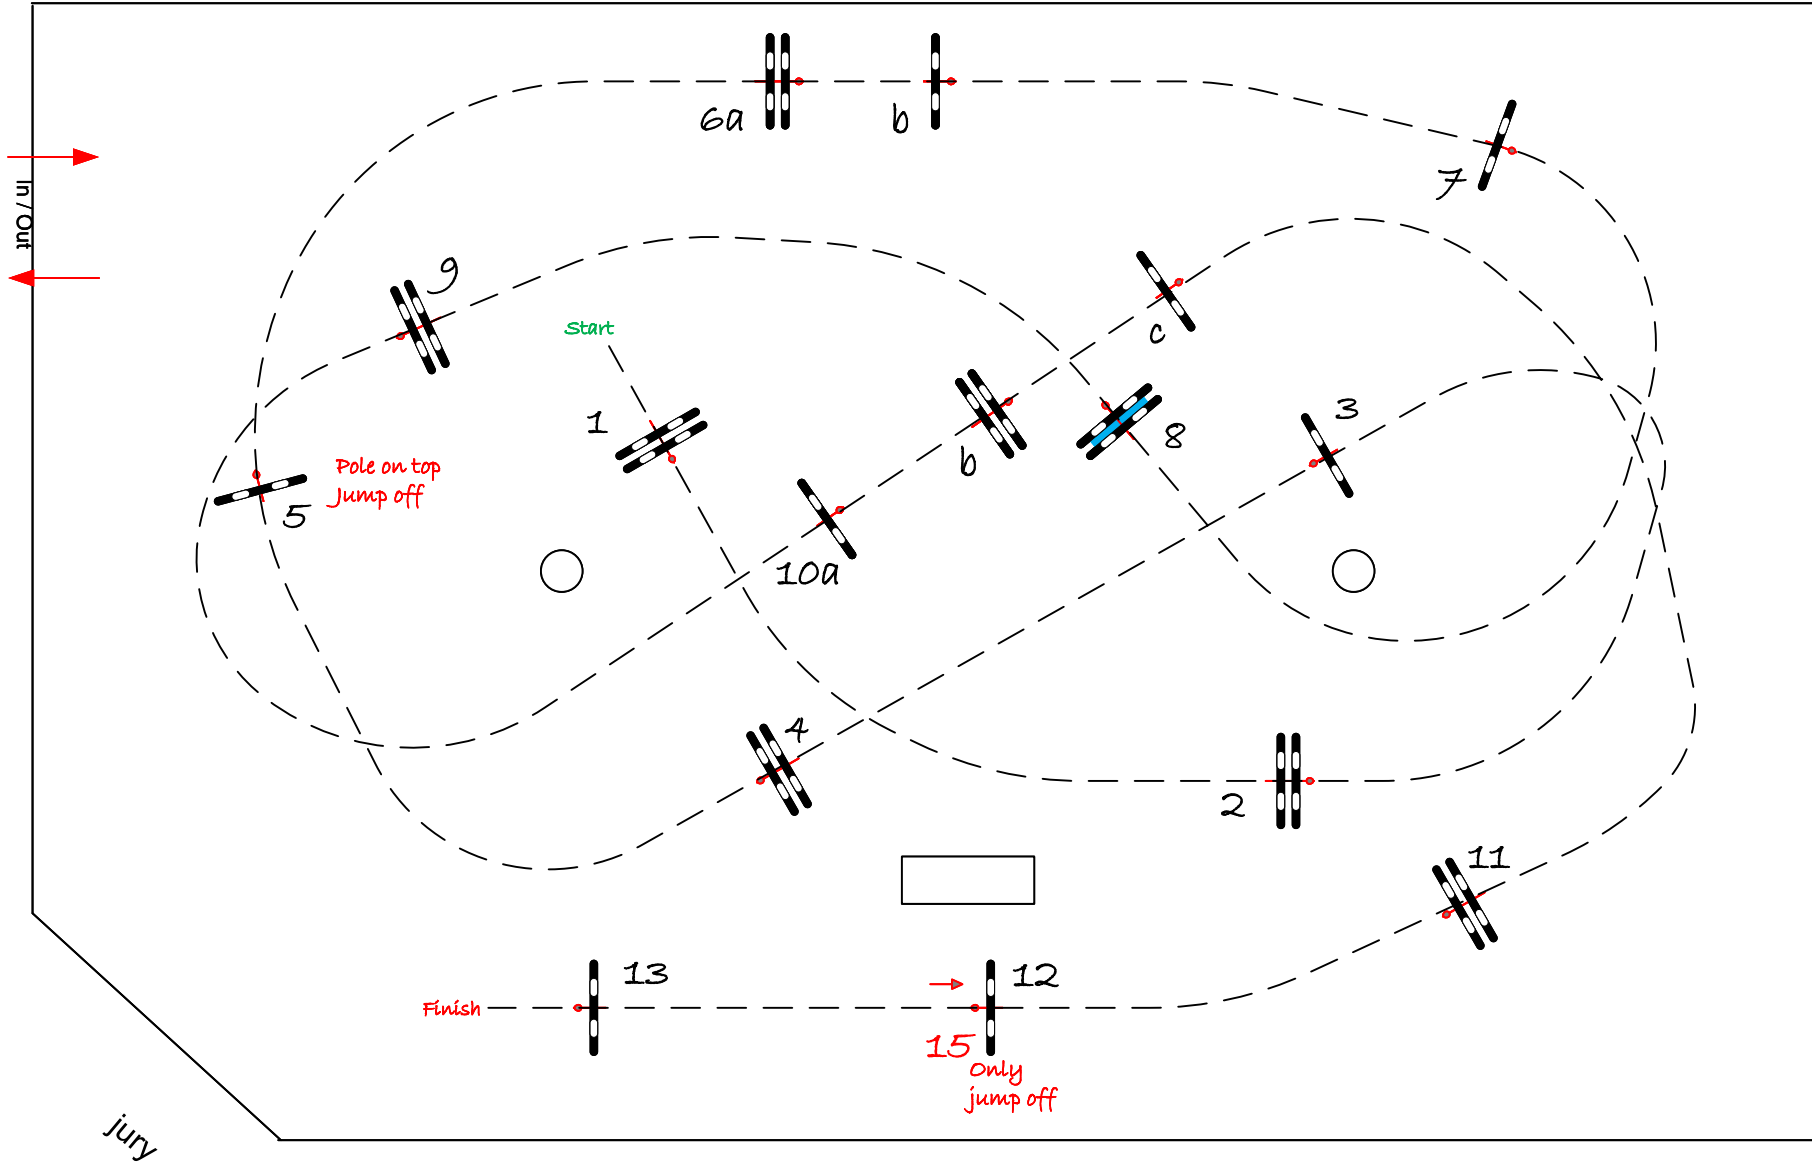 6a
b
7
In / Out
9
c
Start
1
3
8
b
Pole on top
Jump off
5
10a
4
2
11
13
12
Finish
15
Only
jump off
jury